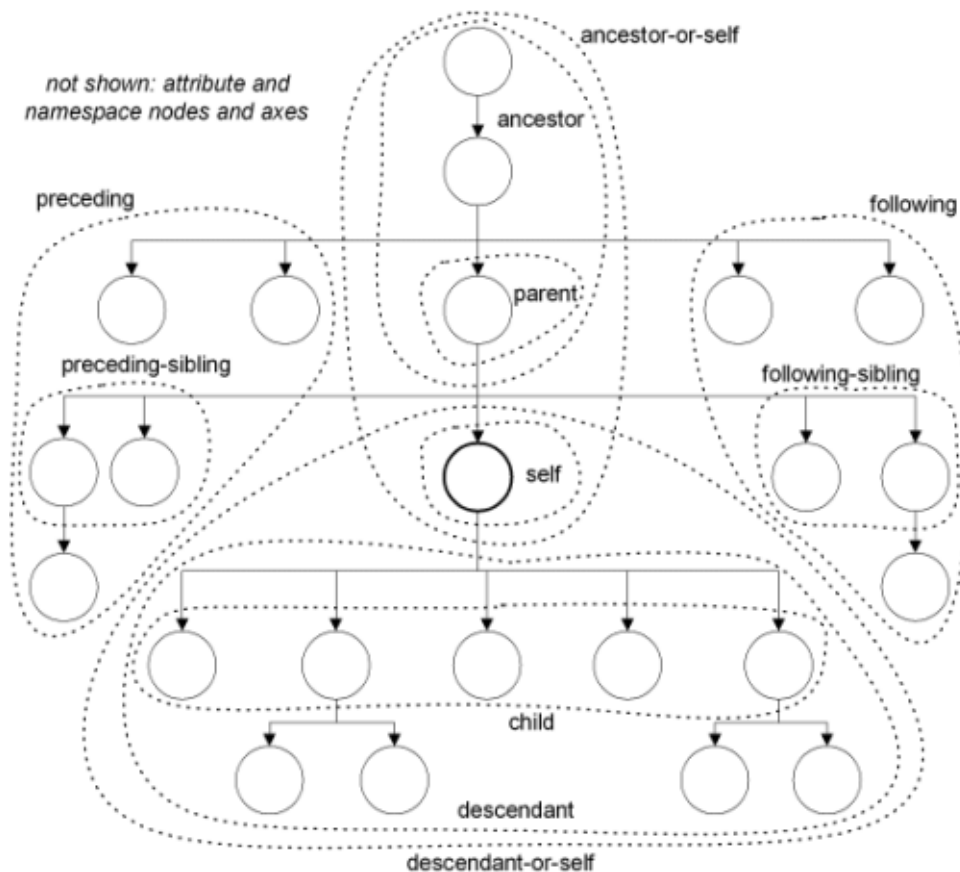 ancestor-or-self
not shown: attribute and
namespace nodes and axes
ancestor
preceding
following
parent
preceding-sibling
following-sibling
self
child
descendant
descendant-or-self